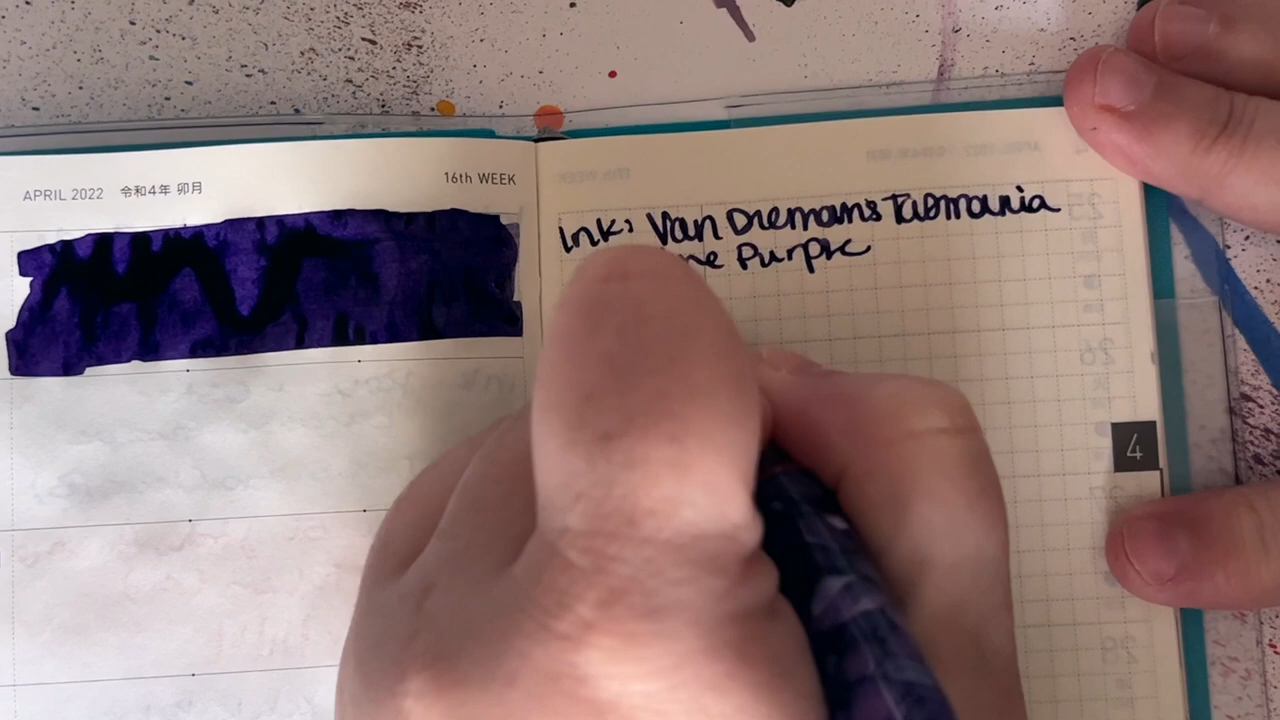 APRIL 2022 令和4年 卯月
16th WEEK
Ink: Van Dieman's Tasmania
Purple
4